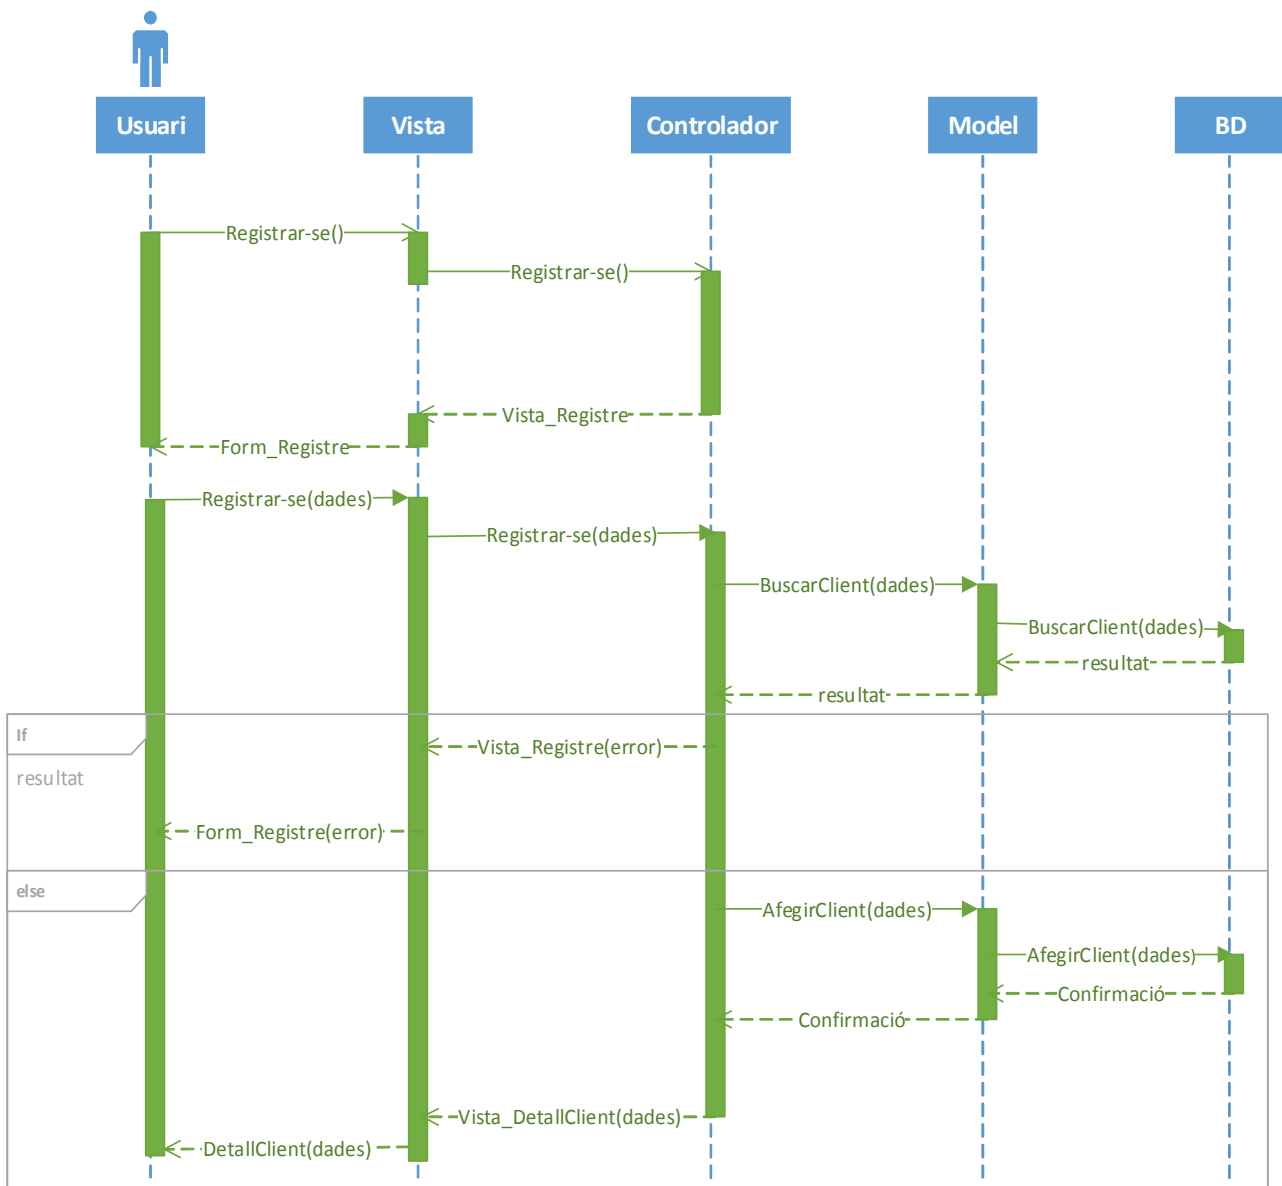 Usuari
Vista
Controlador
Model
BD
Registrar-se()
Registrar-se()
Vista_Registre
Form_Registre
Registrar-se(dades)
Registrar-se(dades)
BuscarClient(dades)
BuscarClient(dades)
resultat
resultat
If
Vista_Registre(error)
resultat
Form_Registre(error)
else
AfegirClient(dades)
AfegirClient(dades)
Confirmació
Confirmació
Vista_DetallClient(dades)
DetallClient(dades)